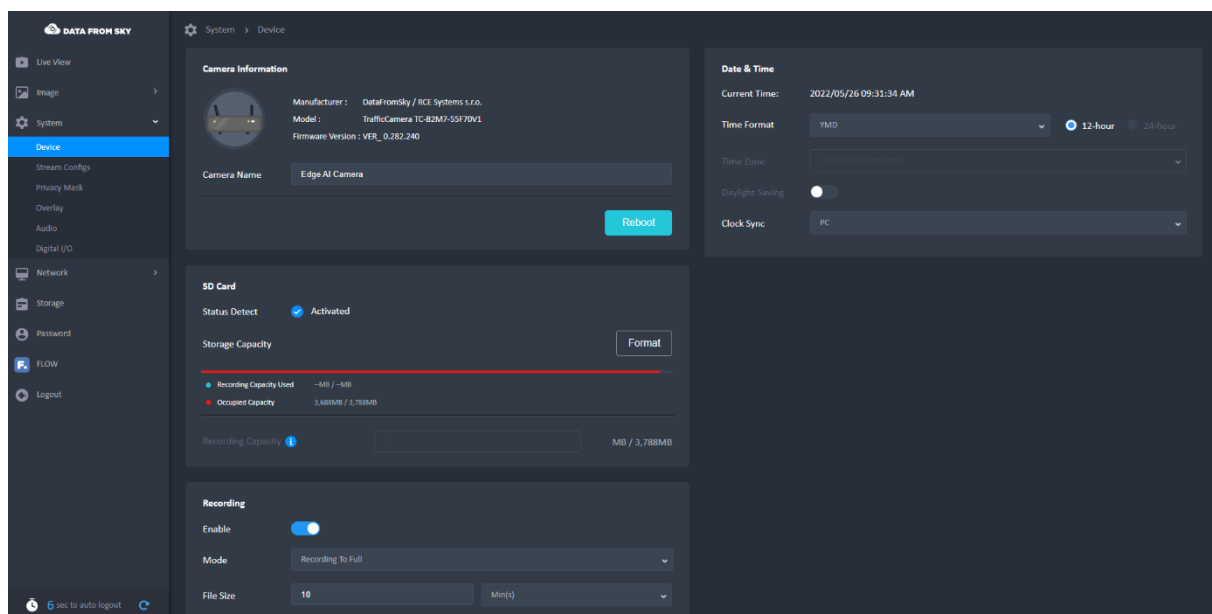 DATA FROM SKY
System > Device
Live View
Image
System
Device
Stream Configs
Privacy Mask
Overlay
Audio
Digital I/O
Network
Storage
Password
FLOW
Logout
6 sec to auto logout
Camera Information
Manufacturer : DataFromSky / RCE Systems s.r.o.
Model : TrafficCamera TC-B2M7-55F70V1
Firmware Version : VER_ 0.282.240
Camera Name Edge AI Camera
Reboot
SD Card
Status Detect Activated
Storage Capacity Format
Recording Capacity Used --MB / --MB
Occupied Capacity 3,688MB / 3,788MB
Recording Capacity MB / 3,788MB
Recording
Enable
Mode Recording To Full
File Size 10 Min(s)
Date & Time
Current Time: 2022/05/26 09:31:34 AM
Time Format YMD 12-hour 24-hour
Time Zone
Daylight Saving
Clock Sync PC